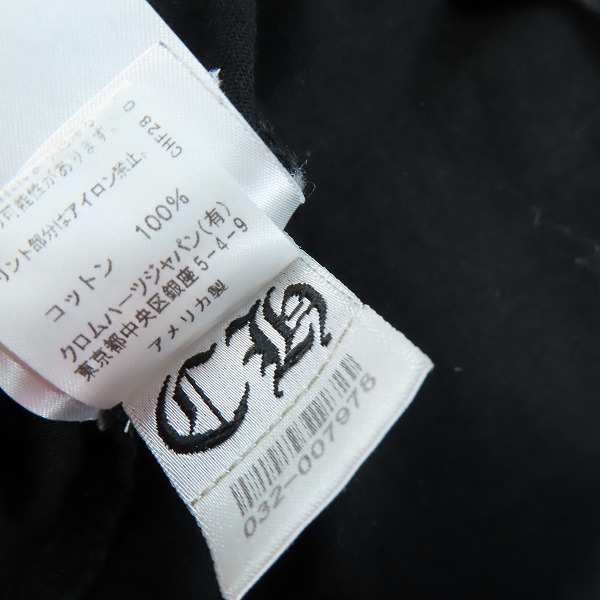 可能性があります。
リント部分はアイロン禁止。
CHF28 0
コットン 100%
クロムハーツジャパン(有)
東京都中央区銀座5-4-9
アメリカ製
CH
032-007978